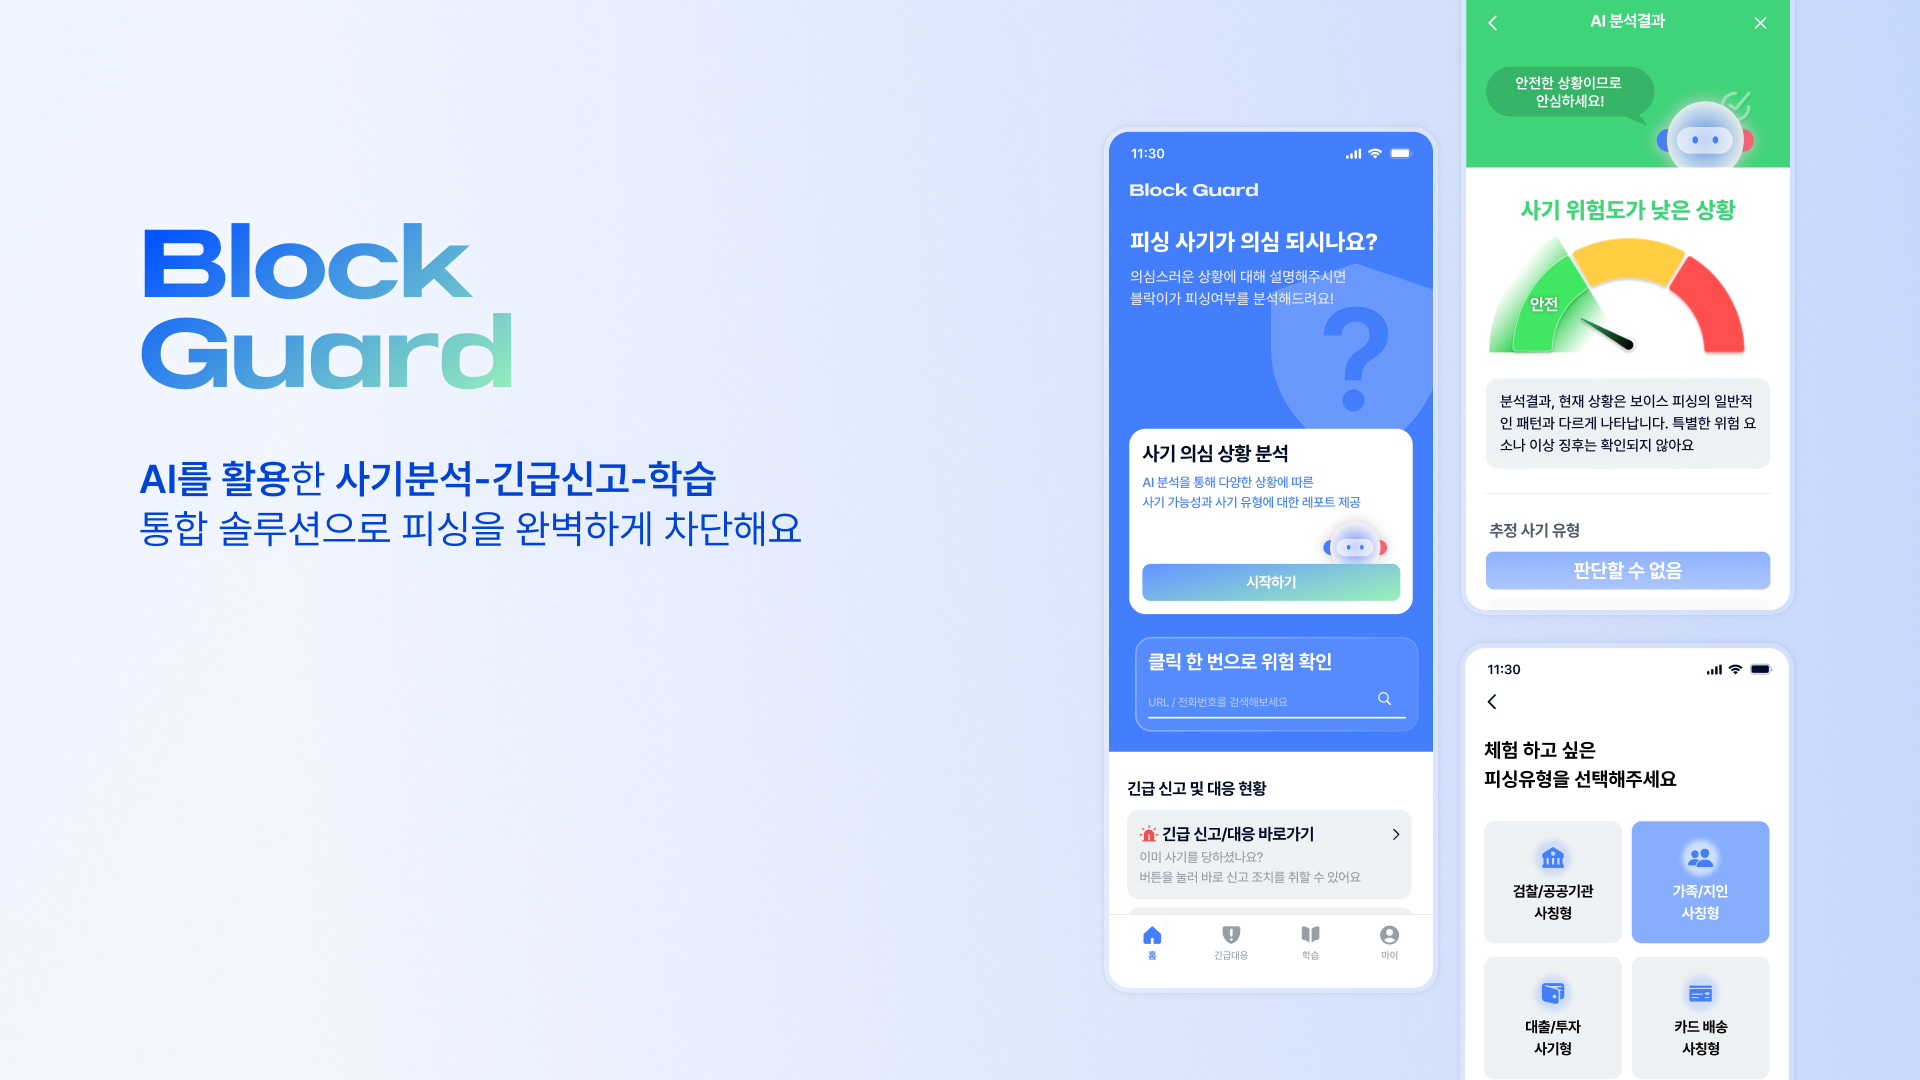 Block
Guard
AI를 활용한 사기분석-긴급신고-학습
통합 솔루션으로 피싱을 완벽하게 차단해요
11:30
Block Guard
피싱 사기가 의심 되시나요?
의심스러운 상황에 대해 설명해주시면
블락이가 피싱여부를 분석해드려요!
?
사기 의심 상황 분석
AI 분석을 통해 다양한 상황에 따른
사기 가능성과 사기 유형에 대한 레포트 제공
시작하기
클릭 한 번으로 위험 확인
URL / 전화번호를 검색해보세요
긴급 신고 및 대응 현황
긴급 신고/대응 바로가기
이미 사기를 당하셨나요?
버튼을 눌러 바로 신고 조치를 취할 수 있어요
홈
긴급대응
학습
마이
AI 분석결과
안전한 상황이므로
안심하세요!
사기 위험도가 낮은 상황
안전
분석결과, 현재 상황은 보이스 피싱의 일반적
인 패턴과 다르게 나타납니다. 특별한 위험 요
소나 이상 징후는 확인되지 않아요
추정 사기 유형
판단할 수 없음
11:30
체험 하고 싶은
피싱유형을 선택해주세요
검찰/공공기관
사칭형
가족/지인
사칭형
대출/투자
사기형
카드 배송
사칭형